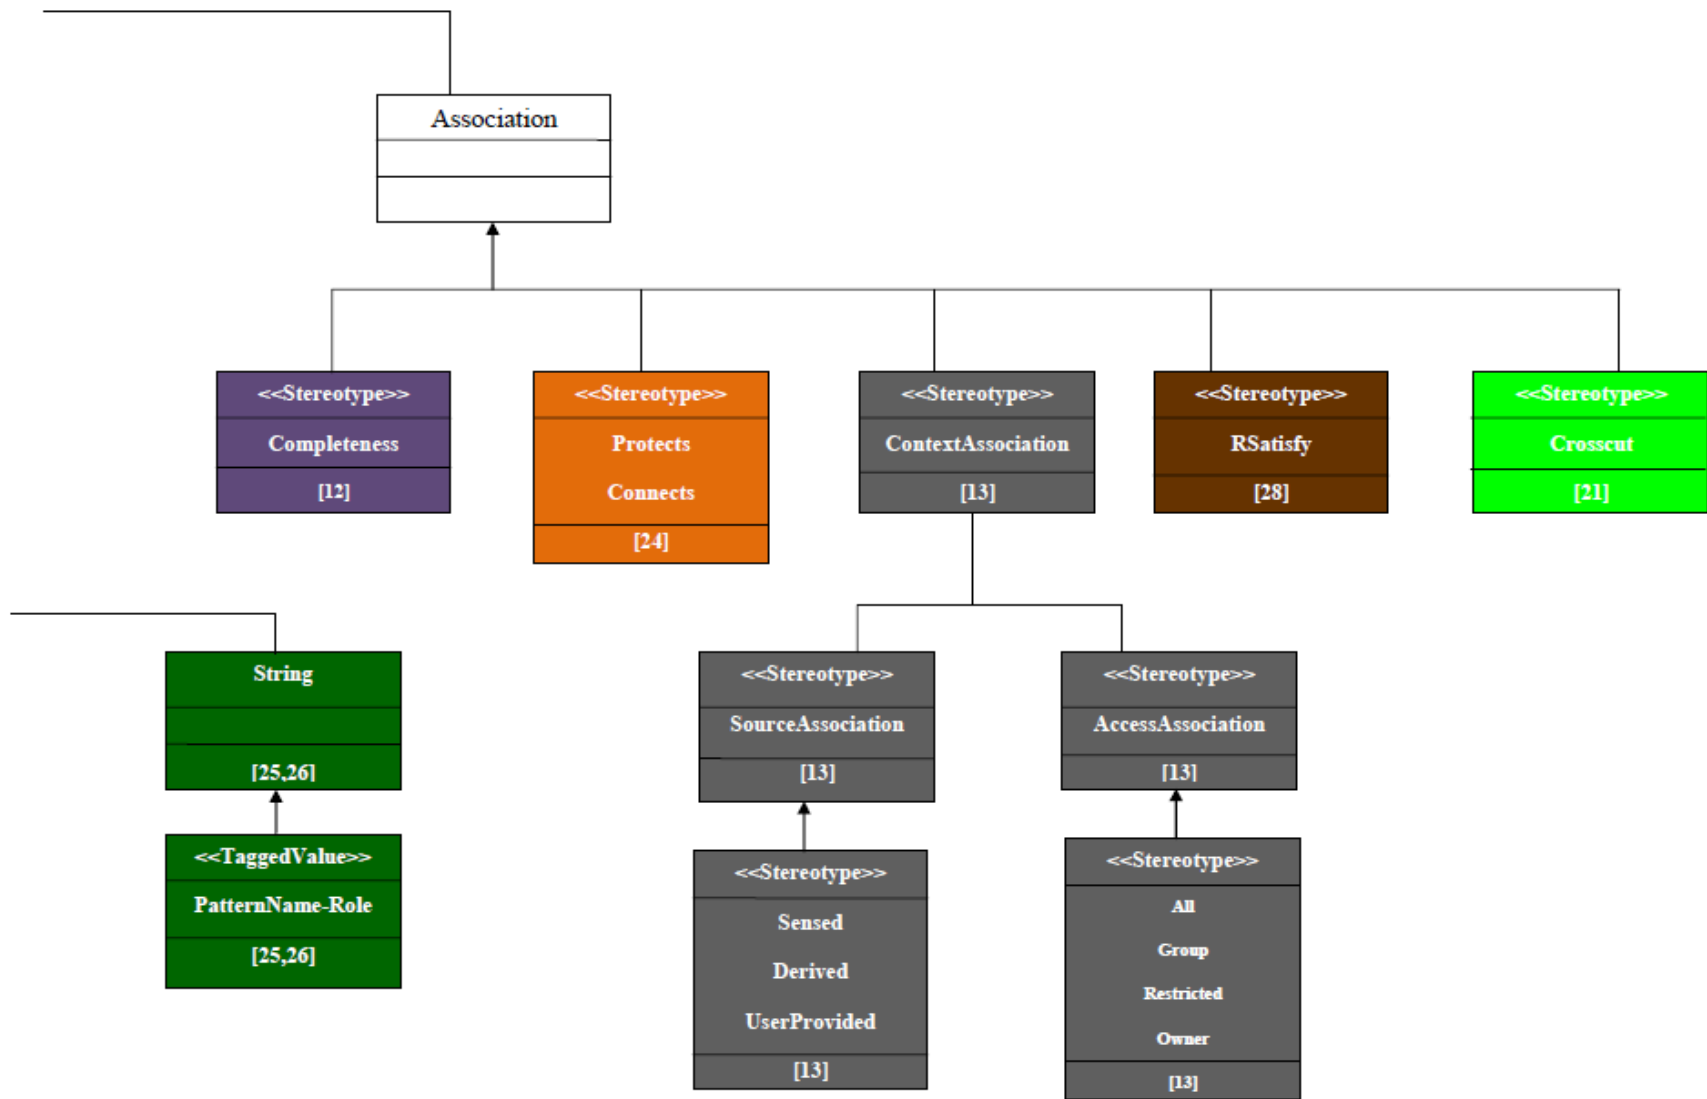 Association
<<Stereotype>>
Completeness
[12]
<<Stereotype>>
Protects
Connects
[24]
<<Stereotype>>
ContextAssociation
[13]
<<Stereotype>>
RSatisfy
[28]
<<Stereotype>>
Crosscut
[21]
String
[25,26]
<<TaggedValue>>
PatternName-Role
[25,26]
<<Stereotype>>
SourceAssociation
[13]
<<Stereotype>>
Sensed
Derived
UserProvided
[13]
<<Stereotype>>
AccessAssociation
[13]
<<Stereotype>>
All
Group
Restricted
Owner
[13]